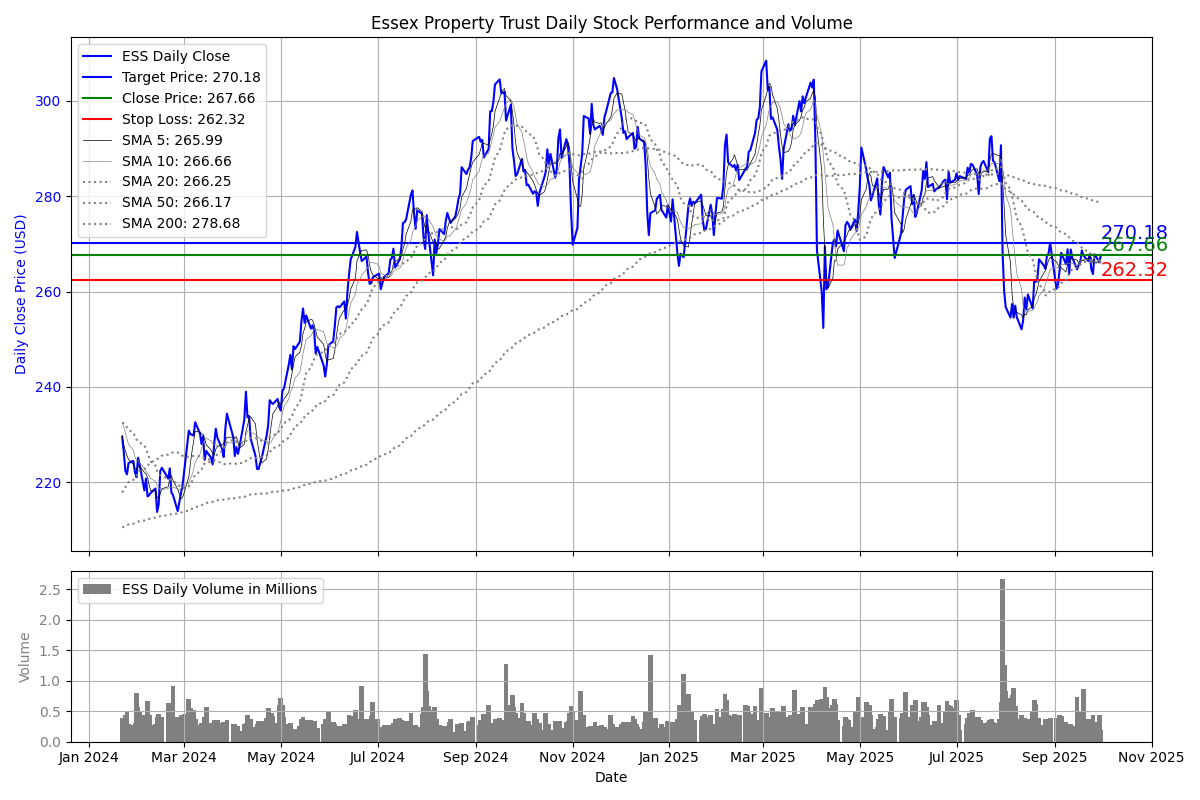 Essex Property Trust Daily Stock Performance and Volume
ESS Daily Close
Target Price: 270.18
Close Price: 267.66
Stop Loss: 262.32
SMA 5: 265.99
SMA 10: 266.66
SMA 20: 266.25
SMA 50: 266.17
SMA 200: 278.68
300
280
260
240
220
Daily Close Price (USD)
270.18
267.66
262.32
ESS Daily Volume in Millions
2.5
2.0
1.5
1.0
0.5
0.0
Volume
Jan 2024 Mar 2024 May 2024 Jul 2024 Sep 2024 Nov 2024 Jan 2025 Mar 2025 May 2025 Jul 2025 Sep 2025 Nov 2025
Date